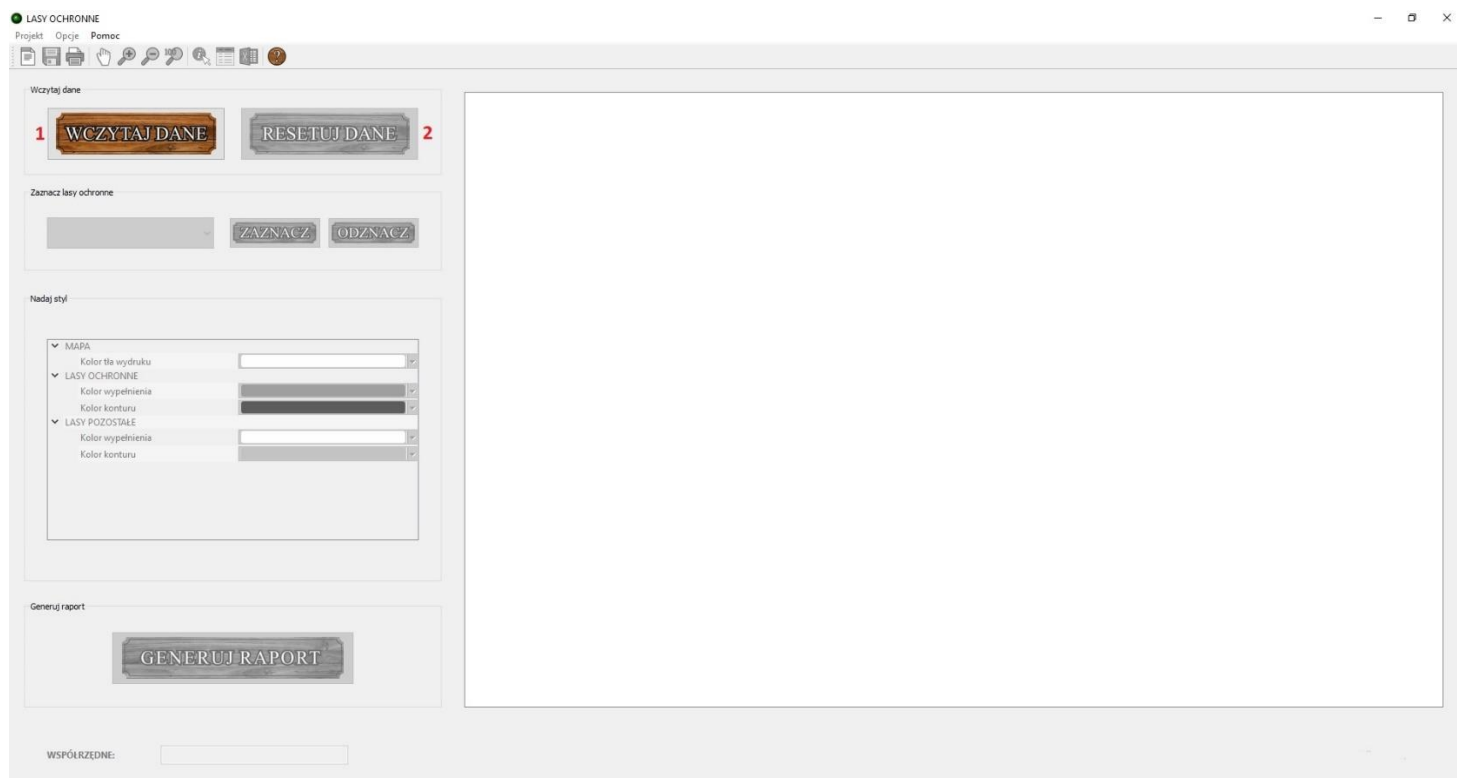 LASY OCHRONNE
Projekt Opcje Pomoc
100
Wczytaj dane
1 WCZYTAJ DANE RESETUJ DANE 2
Zaznacz lasy ochronne
ZAZNACZ ODZNACZ
Nadaj styl
MAPA
Kolor tła wydruku
LASY OCHRONNE
Kolor wypełnienia
Kolor konturu
LASY POZOSTAŁE
Kolor wypełnienia
Kolor konturu
Generuj raport
GENERUJ RAPORT
WSPÓŁRZĘDNE: